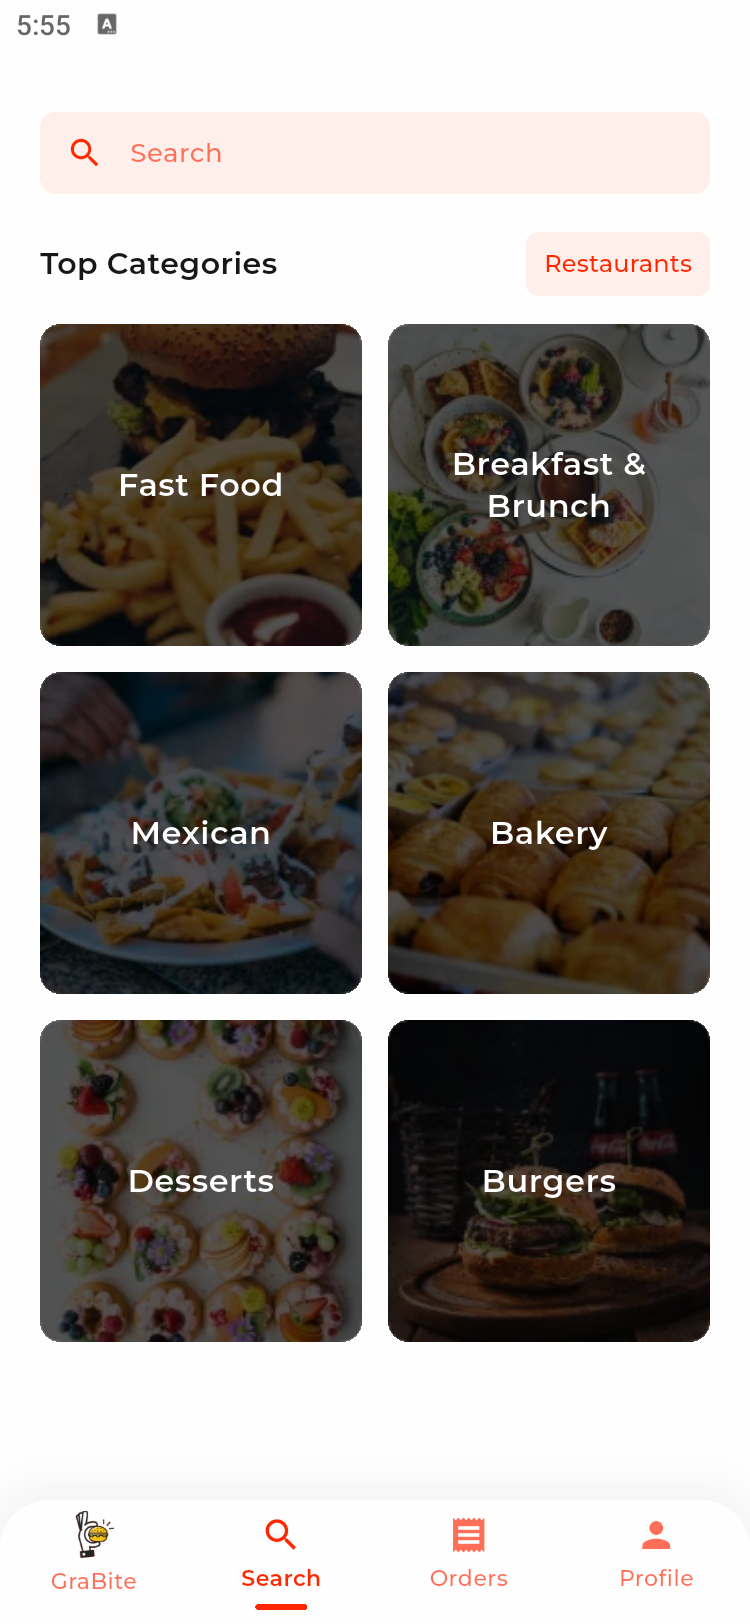 5:55
Search
Top Categories
Restaurants
Fast Food
Breakfast &
Brunch
Mexican
Bakery
Desserts
Burgers
GraBite
Search
Orders
Profile